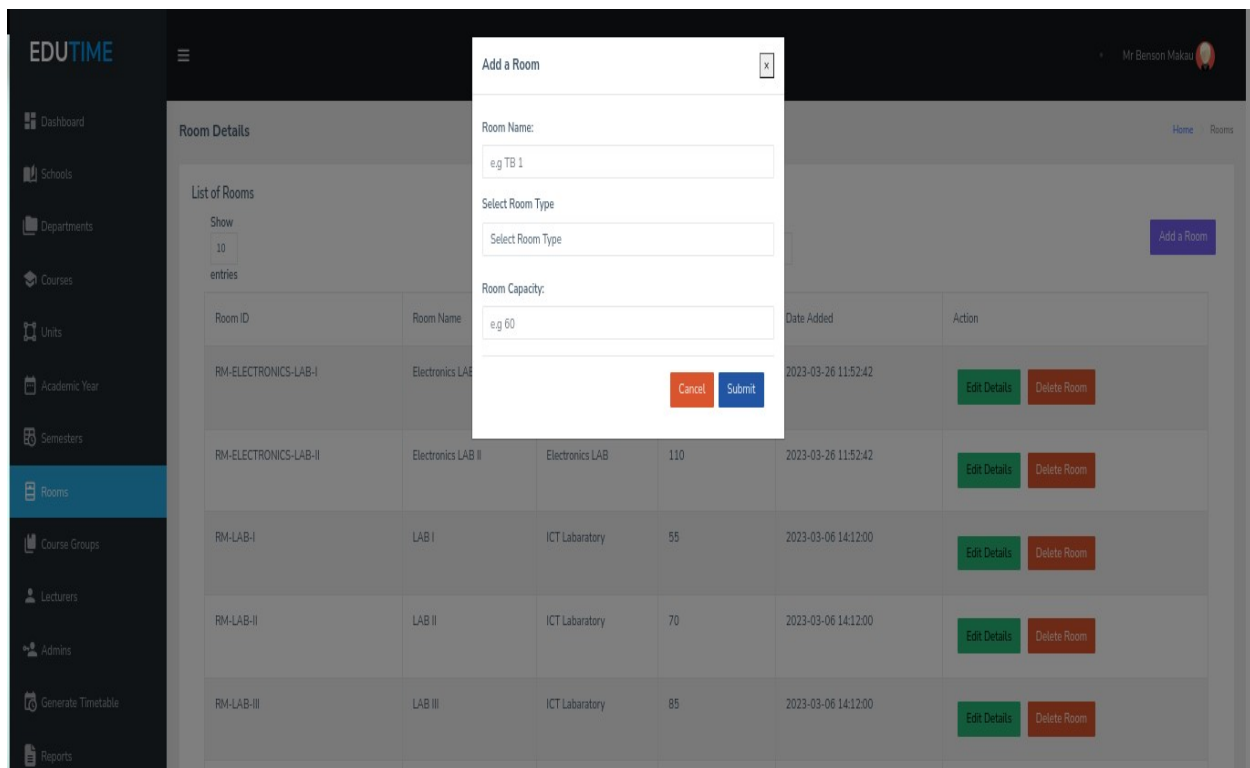 EDUTIME
Mr Benson Makau
Dashboard
Schools
Departments
Courses
Units
Academic Year
Semesters
Rooms
Course Groups
Lecturers
Admins
Generate Timetable
Reports
Room Details
Home Rooms
List of Rooms
Show
10
entries
Add a Room
Add a Room
x
Room Name:
e.g TB 1
Select Room Type
Select Room Type
Room Capacity:
e.g 60
Cancel Submit
Room ID Room Name Date Added Action
RM-ELECTRONICS-LAB-I Electronics LAB 2023-03-26 11:52:42 Edit Details Delete Room
RM-ELECTRONICS-LAB-II Electronics LAB II Electronics LAB 110 2023-03-26 11:52:42 Edit Details Delete Room
RM-LAB-I LAB I ICT Labaratory 55 2023-03-06 14:12:00 Edit Details Delete Room
RM-LAB-II LAB II ICT Labaratory 70 2023-03-06 14:12:00 Edit Details Delete Room
RM-LAB-III LAB III ICT Labaratory 85 2023-03-06 14:12:00 Edit Details Delete Room